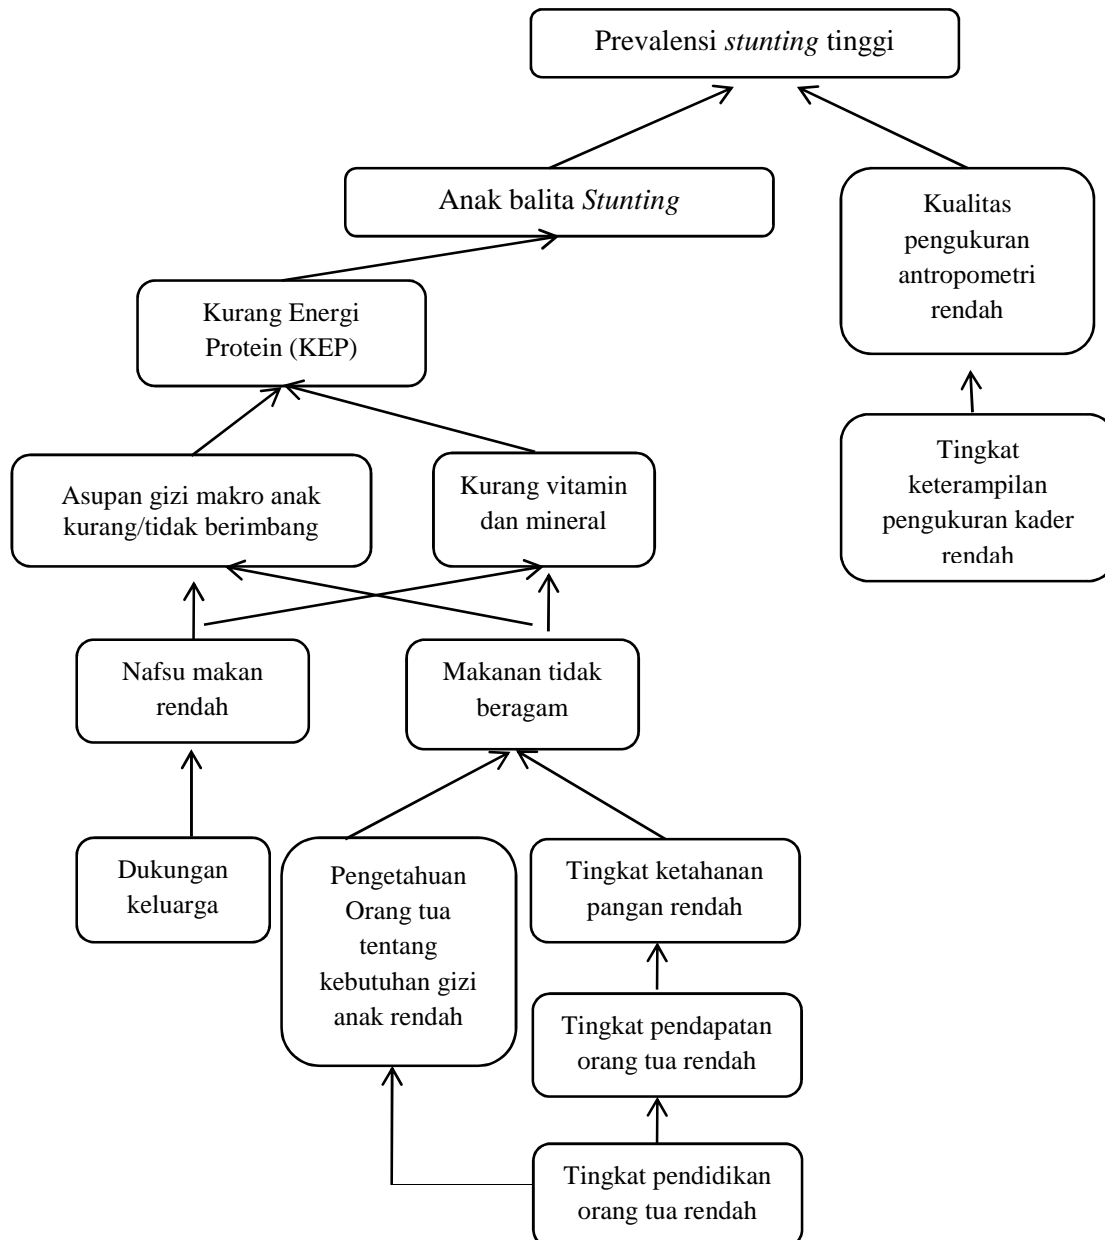 Prevalensi stunting tinggi
Anak balita Stunting
Kualitas
pengukuran
antropometri
rendah
Kurang Energi
Protein (KEP)
Tingkat
keterampilan
pengukuran kader
rendah
Asupan gizi makro anak
kurang/tidak berimbang
Kurang vitamin
dan mineral
Nafsu makan
rendah
Makanan tidak
beragam
Dukungan
keluarga
Pengetahuan
Orang tua
tentang
kebutuhan gizi
anak rendah
Tingkat ketahanan
pangan rendah
Tingkat pendapatan
orang tua rendah
Tingkat pendidikan
orang tua rendah